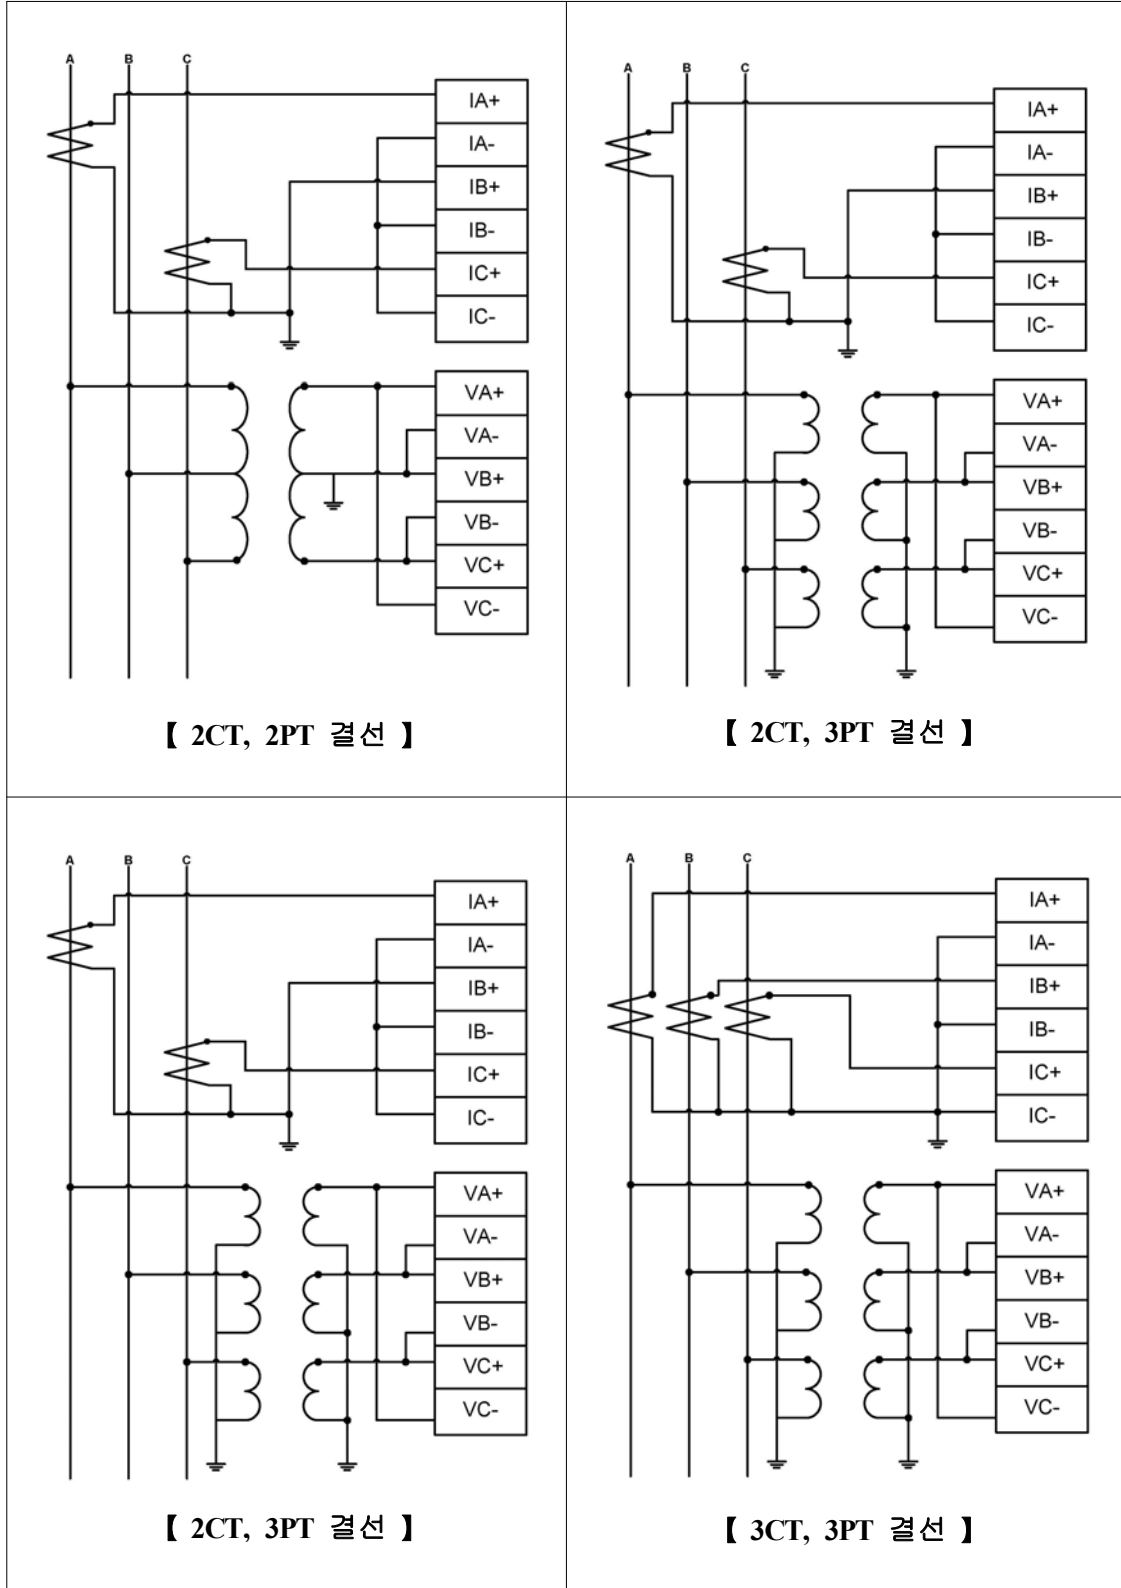 A B C
IA+
IA-
IB+
IB-
IC+
IC-
VA+
VA-
VB+
VB-
VC+
VC-
【 2CT, 2PT 결선 】
A B C
IA+
IA-
IB+
IB-
IC+
IC-
VA+
VA-
VB+
VB-
VC+
VC-
【 2CT, 3PT 결선 】
A B C
IA+
IA-
IB+
IB-
IC+
IC-
VA+
VA-
VB+
VB-
VC+
VC-
【 2CT, 3PT 결선 】
A B C
IA+
IA-
IB+
IB-
IC+
IC-
VA+
VA-
VB+
VB-
VC+
VC-
【 3CT, 3PT 결선 】